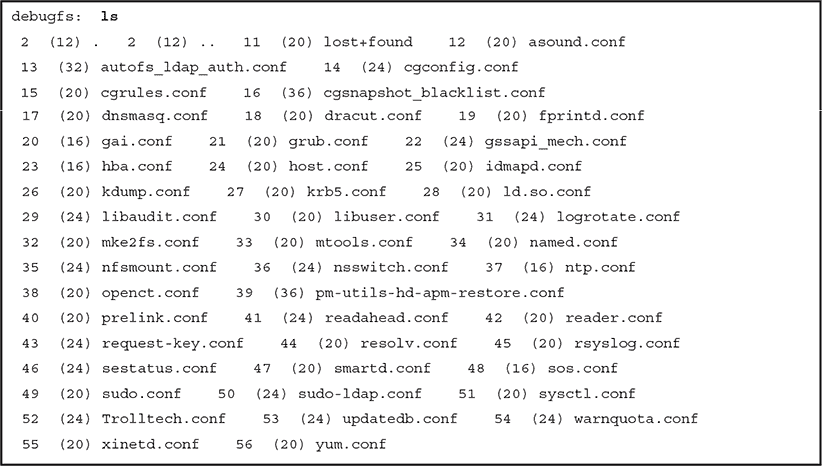 debugfs: ls
2 (12) . 2 (12) .. 11 (20) lost+found 12 (20) asound.conf
13 (32) autofs_ldap_auth.conf 14 (24) cgconfig.conf
15 (20) cgrules.conf 16 (36) cgsnapshot_blacklist.conf
17 (20) dnsmasq.conf 18 (20) dracut.conf 19 (20) fprintd.conf
20 (16) gai.conf 21 (20) grub.conf 22 (24) gssapi_mech.conf
23 (16) hba.conf 24 (20) host.conf 25 (20) idmapd.conf
26 (20) kdump.conf 27 (20) krb5.conf 28 (20) ld.so.conf
29 (24) libaudit.conf 30 (20) libuser.conf 31 (24) logrotate.conf
32 (20) mke2fs.conf 33 (20) mtools.conf 34 (20) named.conf
35 (24) nfsmount.conf 36 (24) nsswitch.conf 37 (16) ntp.conf
38 (20) openct.conf 39 (36) pm-utils-hd-apm-restore.conf
40 (20) prelink.conf 41 (24) readahead.conf 42 (20) reader.conf
43 (24) request-key.conf 44 (20) resolv.conf 45 (20) rsyslog.conf
46 (24) sestatus.conf 47 (20) smartd.conf 48 (16) sos.conf
49 (20) sudo.conf 50 (24) sudo-ldap.conf 51 (20) sysctl.conf
52 (24) Trolltech.conf 53 (24) updatedb.conf 54 (24) warnquota.conf
55 (20) xinetd.conf 56 (20) yum.conf